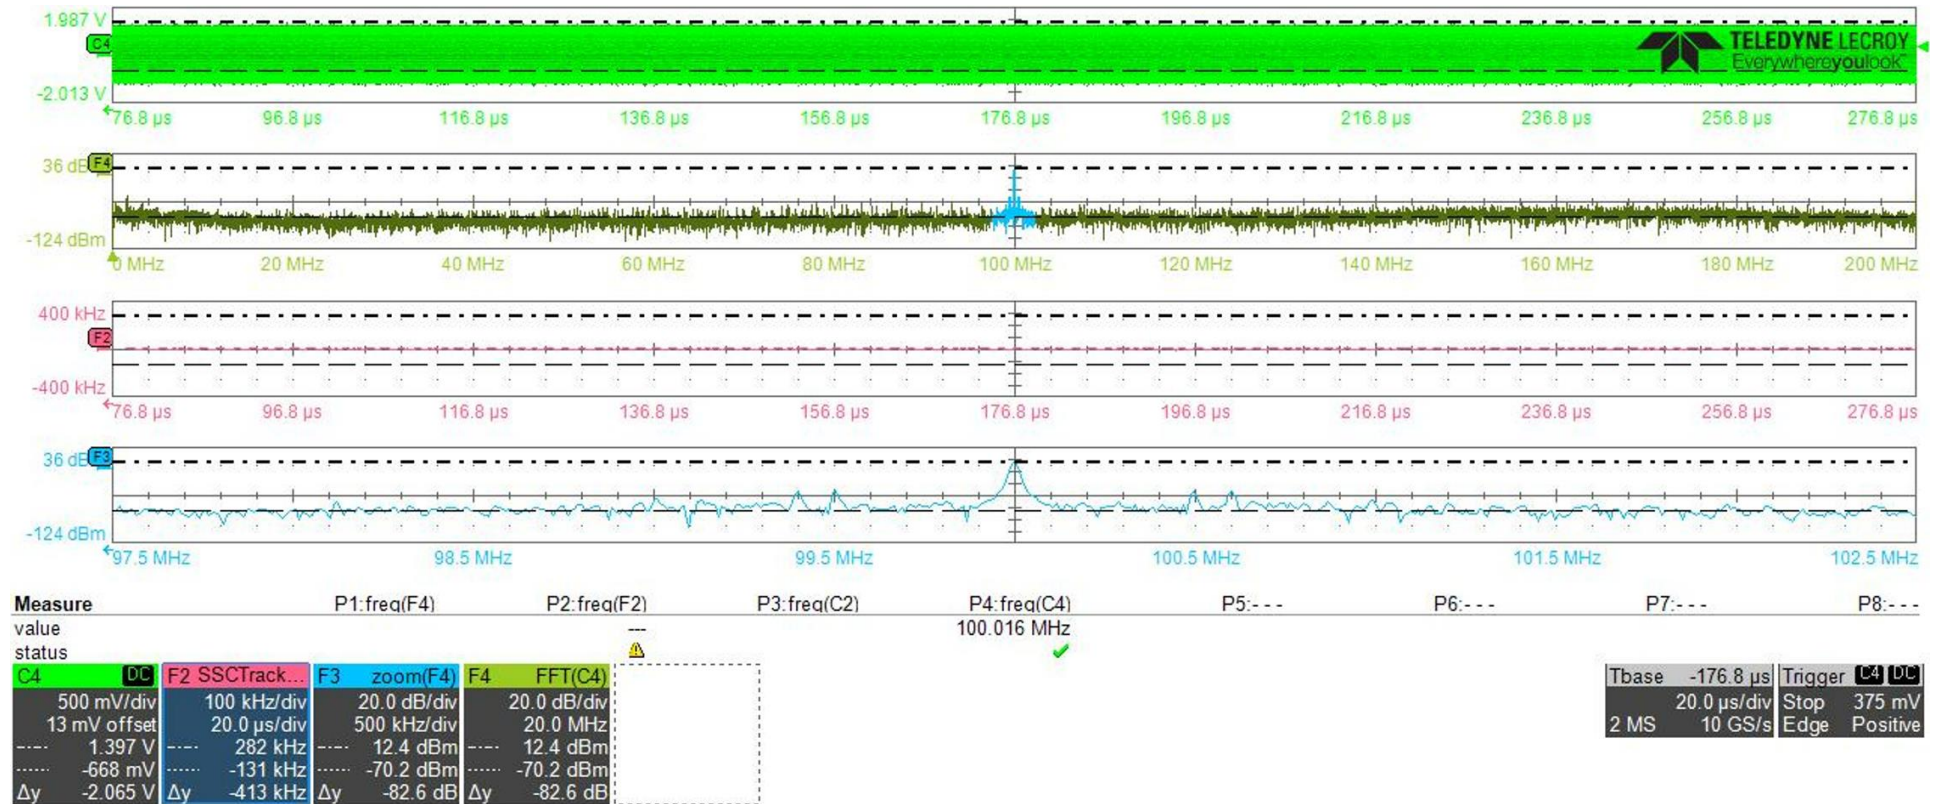 1.987 V
C4
TELEDYNE LECROY
Everywhereyoulook™
-2.013 V
76.8 µs 96.8 µs 116.8 µs 136.8 µs 156.8 µs 176.8 µs 196.8 µs 216.8 µs 236.8 µs 256.8 µs 276.8 µs
36 dB F4
-124 dBm
0 MHz 20 MHz 40 MHz 60 MHz 80 MHz 100 MHz 120 MHz 140 MHz 160 MHz 180 MHz 200 MHz
400 kHz
F2
-400 kHz
76.8 µs 96.8 µs 116.8 µs 136.8 µs 156.8 µs 176.8 µs 196.8 µs 216.8 µs 236.8 µs 256.8 µs 276.8 µs
36 dB F3
-124 dBm
97.5 MHz 98.5 MHz 99.5 MHz 100.5 MHz 101.5 MHz 102.5 MHz
Measure P1:freq(F4) P2:freq(F2) P3:freq(C2) P4:freq(C4) P5:- - - P6:- - - P7:- - - P8:- - -
value --- 100.016 MHz
status
C4 DC F2 SSCTrack... F3 zoom(F4) F4 FFT(C4) Tbase -176.8 µs Trigger C4 DC
500 mV/div 100 kHz/div 20.0 dB/div 20.0 dB/div 20.0 µs/div Stop 375 mV
13 mV offset 20.0 µs/div 500 kHz/div 20.0 MHz 2 MS 10 GS/s Edge Positive
1.397 V 282 kHz 12.4 dBm 12.4 dBm
-668 mV -131 kHz -70.2 dBm -70.2 dBm
Δy -2.065 V Δy -413 kHz Δy -82.6 dB Δy -82.6 dB